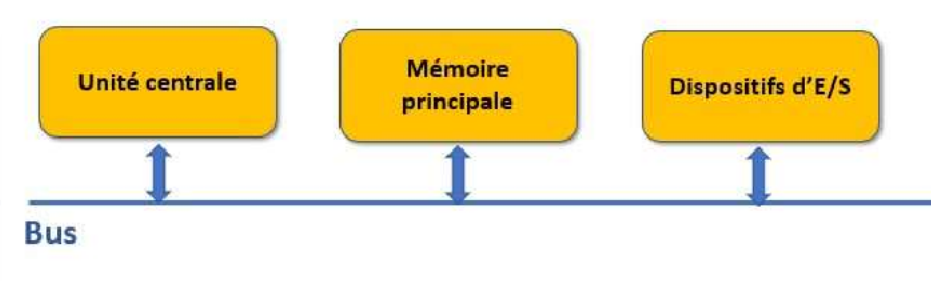 Unité centrale
Mémoire
principale
Dispositifs d'E/S
Bus